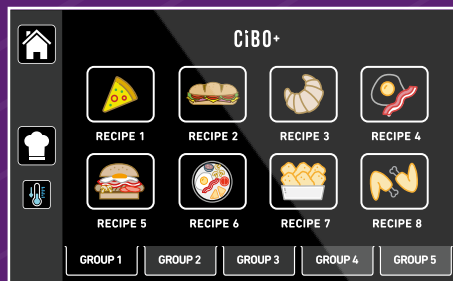 CiBO+
RECIPE 1 RECIPE 2 RECIPE 3 RECIPE 4
RECIPE 5 RECIPE 6 RECIPE 7 RECIPE 8
GROUP 1 GROUP 2 GROUP 3 GROUP 4 GROUP 5